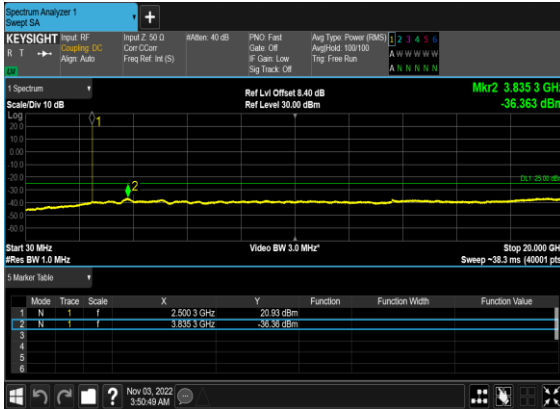 Spectrum Analyzer 1
Swept SA
KEYSIGHT
R T
Input: RF
Coupling: DC
Align: Auto
Input Z: 50 Ω
Corr CCorr
Freq Ref: Int (S)
#Atten: 40 dB
PNO: Fast
Gate: Off
IF Gain: Low
Sig Track: Off
Avg Type: Power (RMS)
Avg|Hold: 100/100
Trig: Free Run
1 2 3 4 5 6
A W W W W W
A N N N N N
1 Spectrum
Scale/Div 10 dB
Ref Lvl Offset 8.40 dB
Ref Level 30.00 dBm
Mkr2 3.835 3 GHz
-36.363 dBm
Log
20.0
10.0
0.00
-10.0
-20.0
-30.0
-40.0
-50.0
-60.0
1
2
DL1 -25.00 dBm
Start 30 MHz
#Res BW 1.0 MHz
Video BW 3.0 MHz*
Stop 20.000 GHz
Sweep ~38.3 ms (40001 pts)
5 Marker Table
Mode Trace Scale X Y Function Function Width Function Value
1 N 1 f 2.500 3 GHz 20.93 dBm
2 N 1 f 3.835 3 GHz -36.36 dBm
3
4
5
6
?
Nov 03, 2022
3:50:49 AM